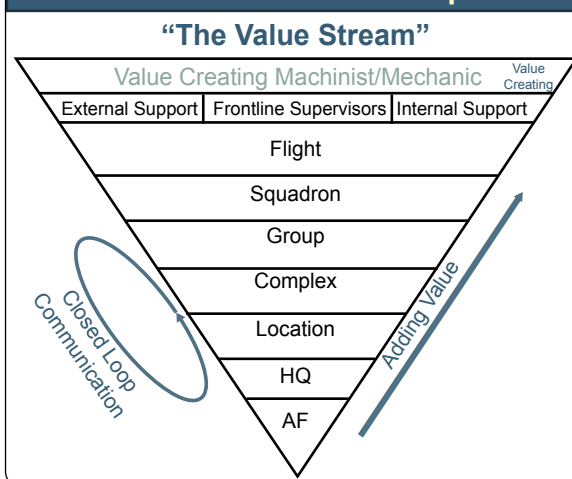 “The Value Stream”
Value Creating Machinist/Mechanic
Value
Creating
External Support
Frontline Supervisors
Internal Support
Flight
Squadron
Group
Complex
Location
HQ
AF
Closed Loop
Communication
Adding Value